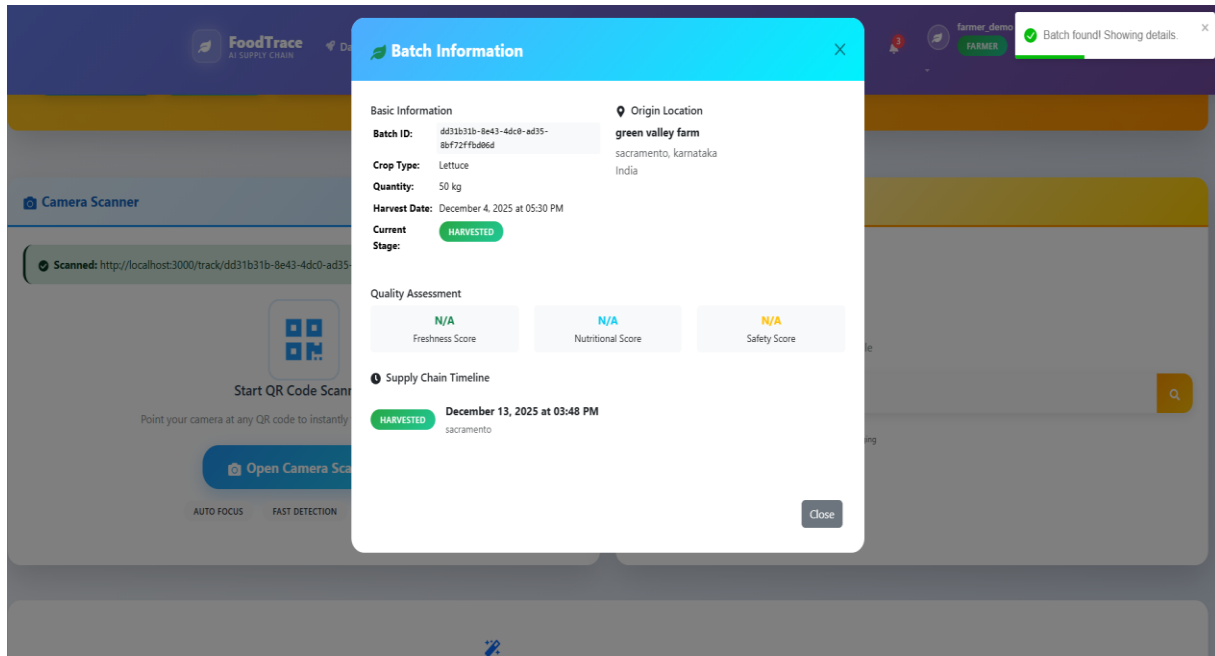 FoodTrace
AI SUPPLY CHAIN
Da
3
farmer_demo
FARMER
Batch found! Showing details.
×
Batch Information
X
Basic Information
Batch ID:
dd31b31b-8e43-4dc0-ad35-
8bf72ffbd06d
Crop Type: Lettuce
Quantity: 50 kg
Harvest Date: December 4, 2025 at 05:30 PM
Current
Stage:
HARVESTED
Origin Location
green valley farm
sacramento, karnataka
India
Quality Assessment
N/A
Freshness Score
N/A
Nutritional Score
N/A
Safety Score
Supply Chain Timeline
HARVESTED
December 13, 2025 at 03:48 PM
sacramento
Close
Camera Scanner
Scanned: http://localhost:3000/track/dd31b31b-8e43-4dc0-ad35-
Start QR Code Scann
Point your camera at any QR code to instantly
Open Camera Sca
AUTO FOCUS
FAST DETECTION